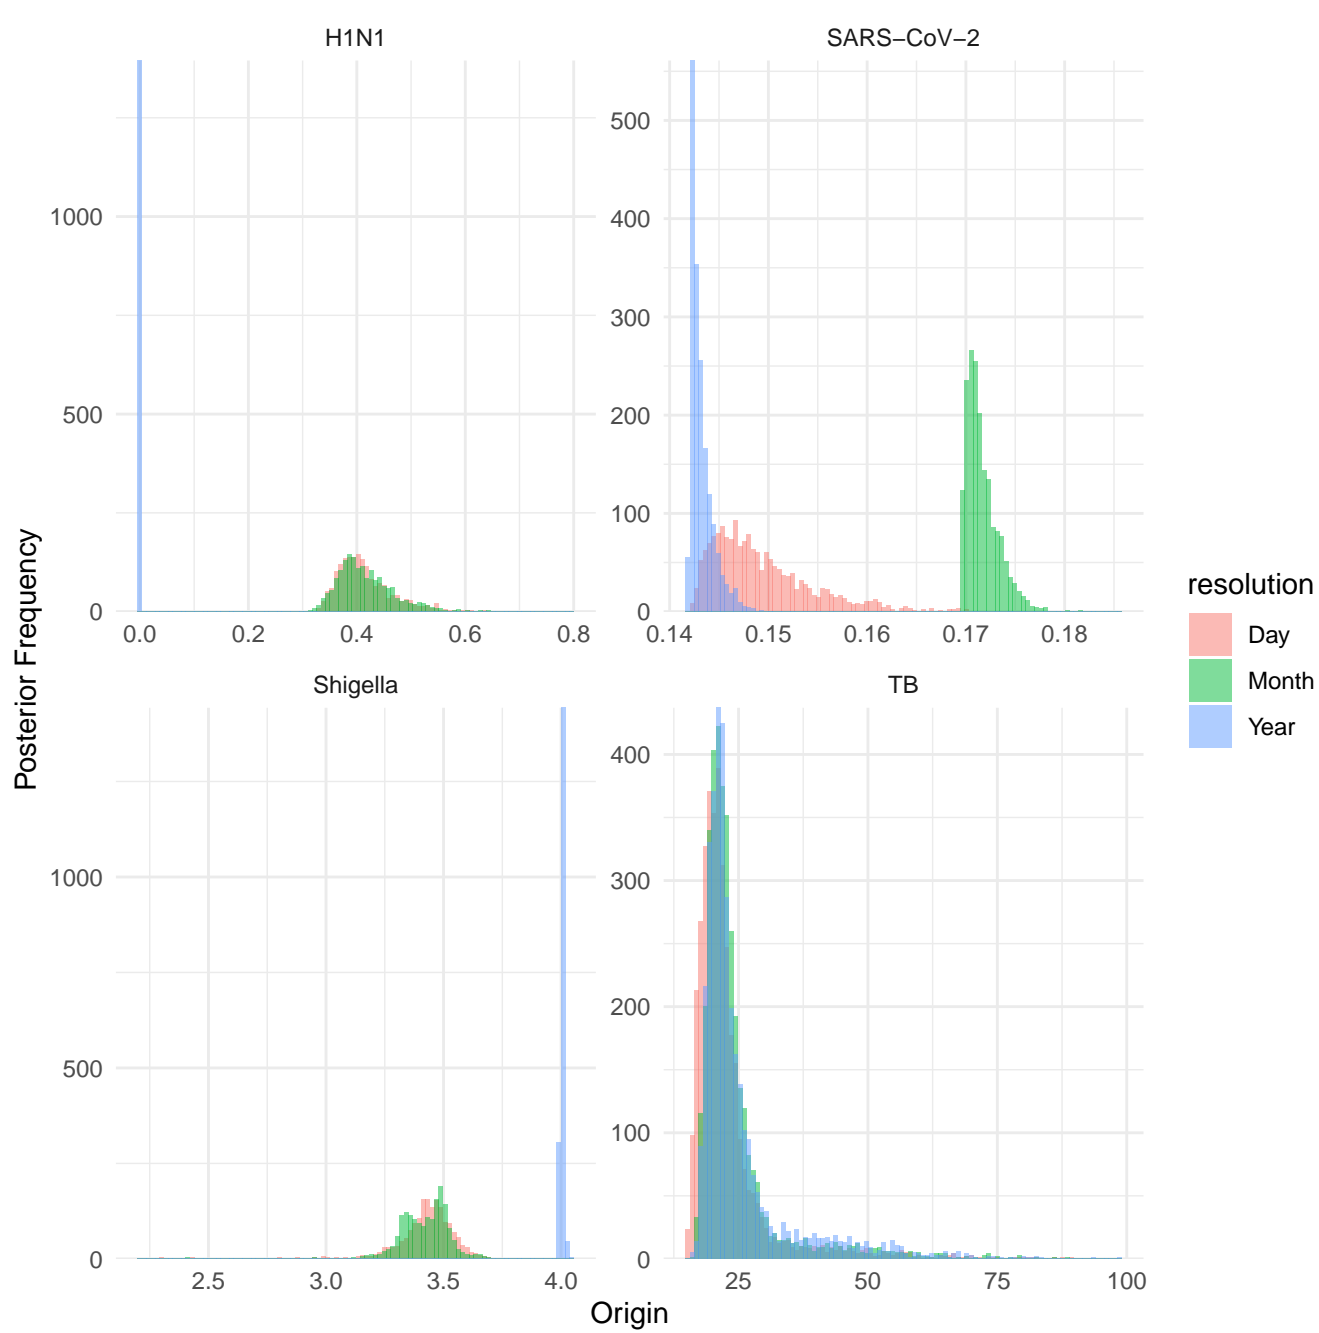 H1N1
SARS−CoV−2
1000
500
0
0.0 0.2 0.4 0.6 0.8
500
400
300
200
100
0
0.14 0.15 0.16 0.17 0.18
Shigella
TB
1000
500
0
2.5 3.0 3.5 4.0
400
300
200
100
0
25 50 75 100
Posterior Frequency
Origin
resolution
Day
Month
Year